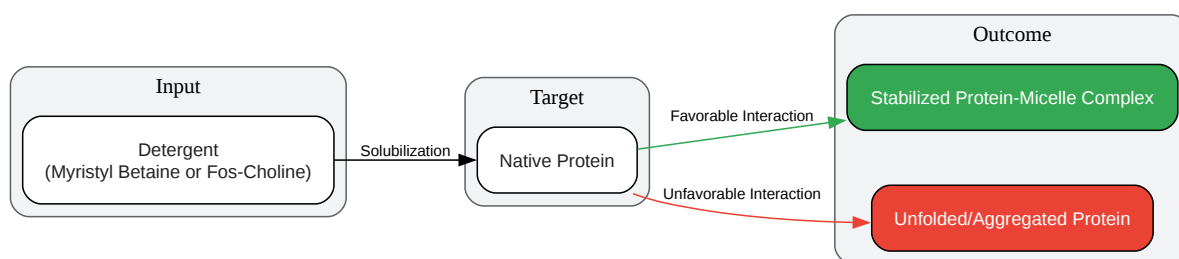 Input
Detergent
(Myristyl Betaine or Fos-Choline)
Solubilization
Target
Native Protein
Favorable Interaction
Unfavorable Interaction
Outcome
Stabilized Protein-Micelle Complex
Unfolded/Aggregated Protein